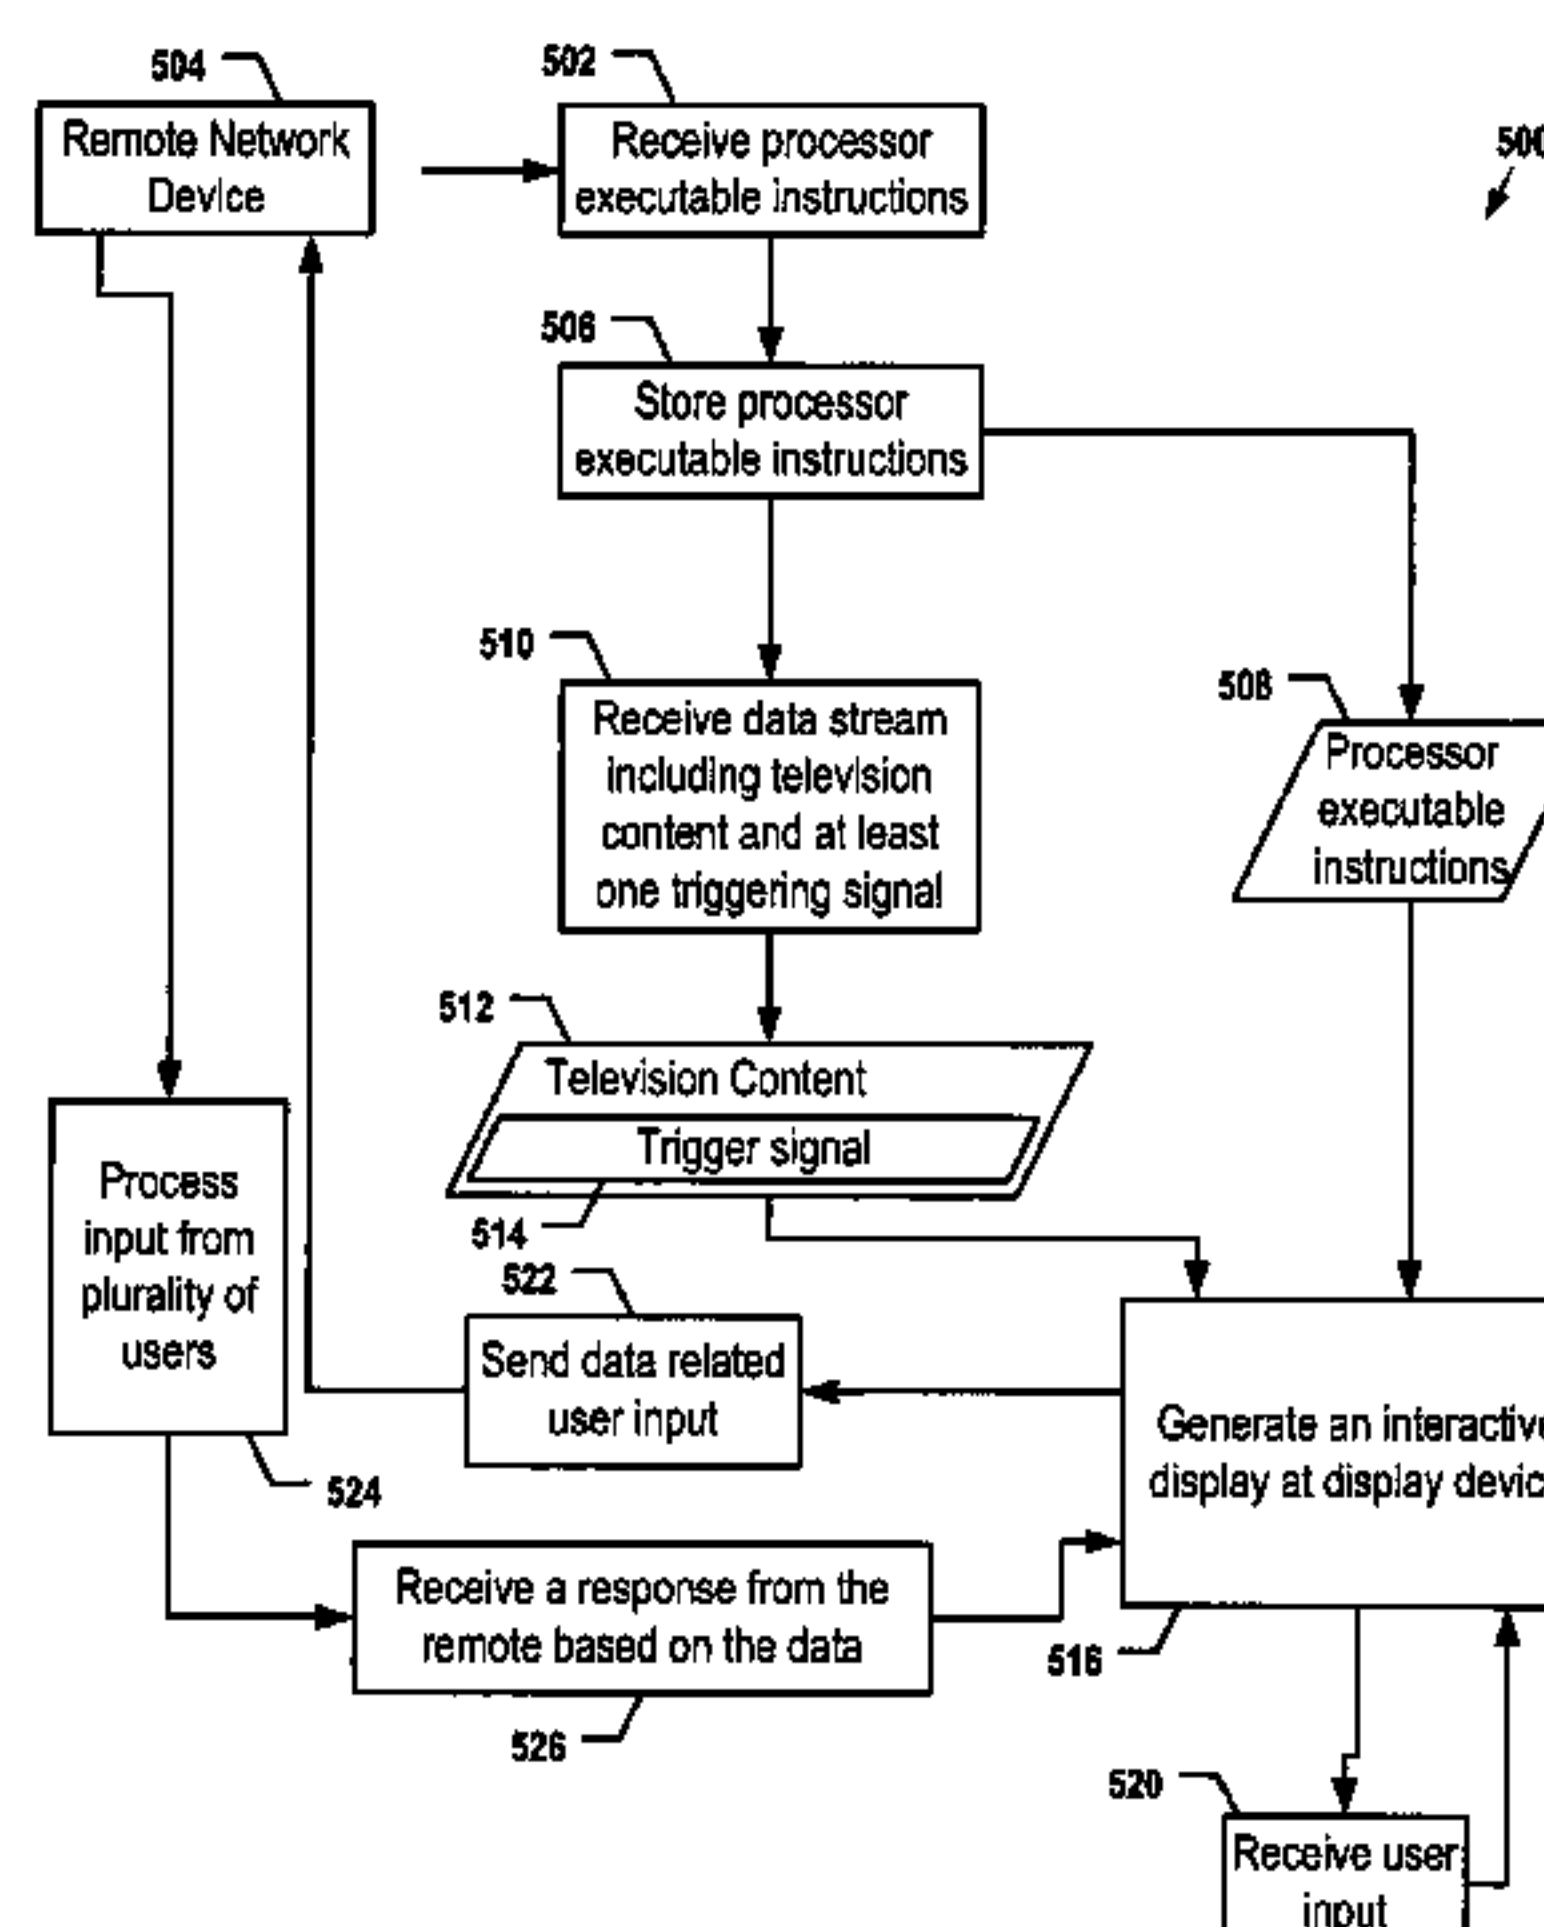 504
Remote Network
Device
502
Receive processor
executable instructions
506
Store processor
executable instructions
510
Receive data stream
including television
content and at least
one triggering signal
508
Processor
executable
instructions
512
Television Content
Trigger signal
514
522
Send data related
user input
Process
input from
plurality of
users
524
Generate an
display at display
516
Receive a response from the
remote based on the data
526
520
Receive user
input